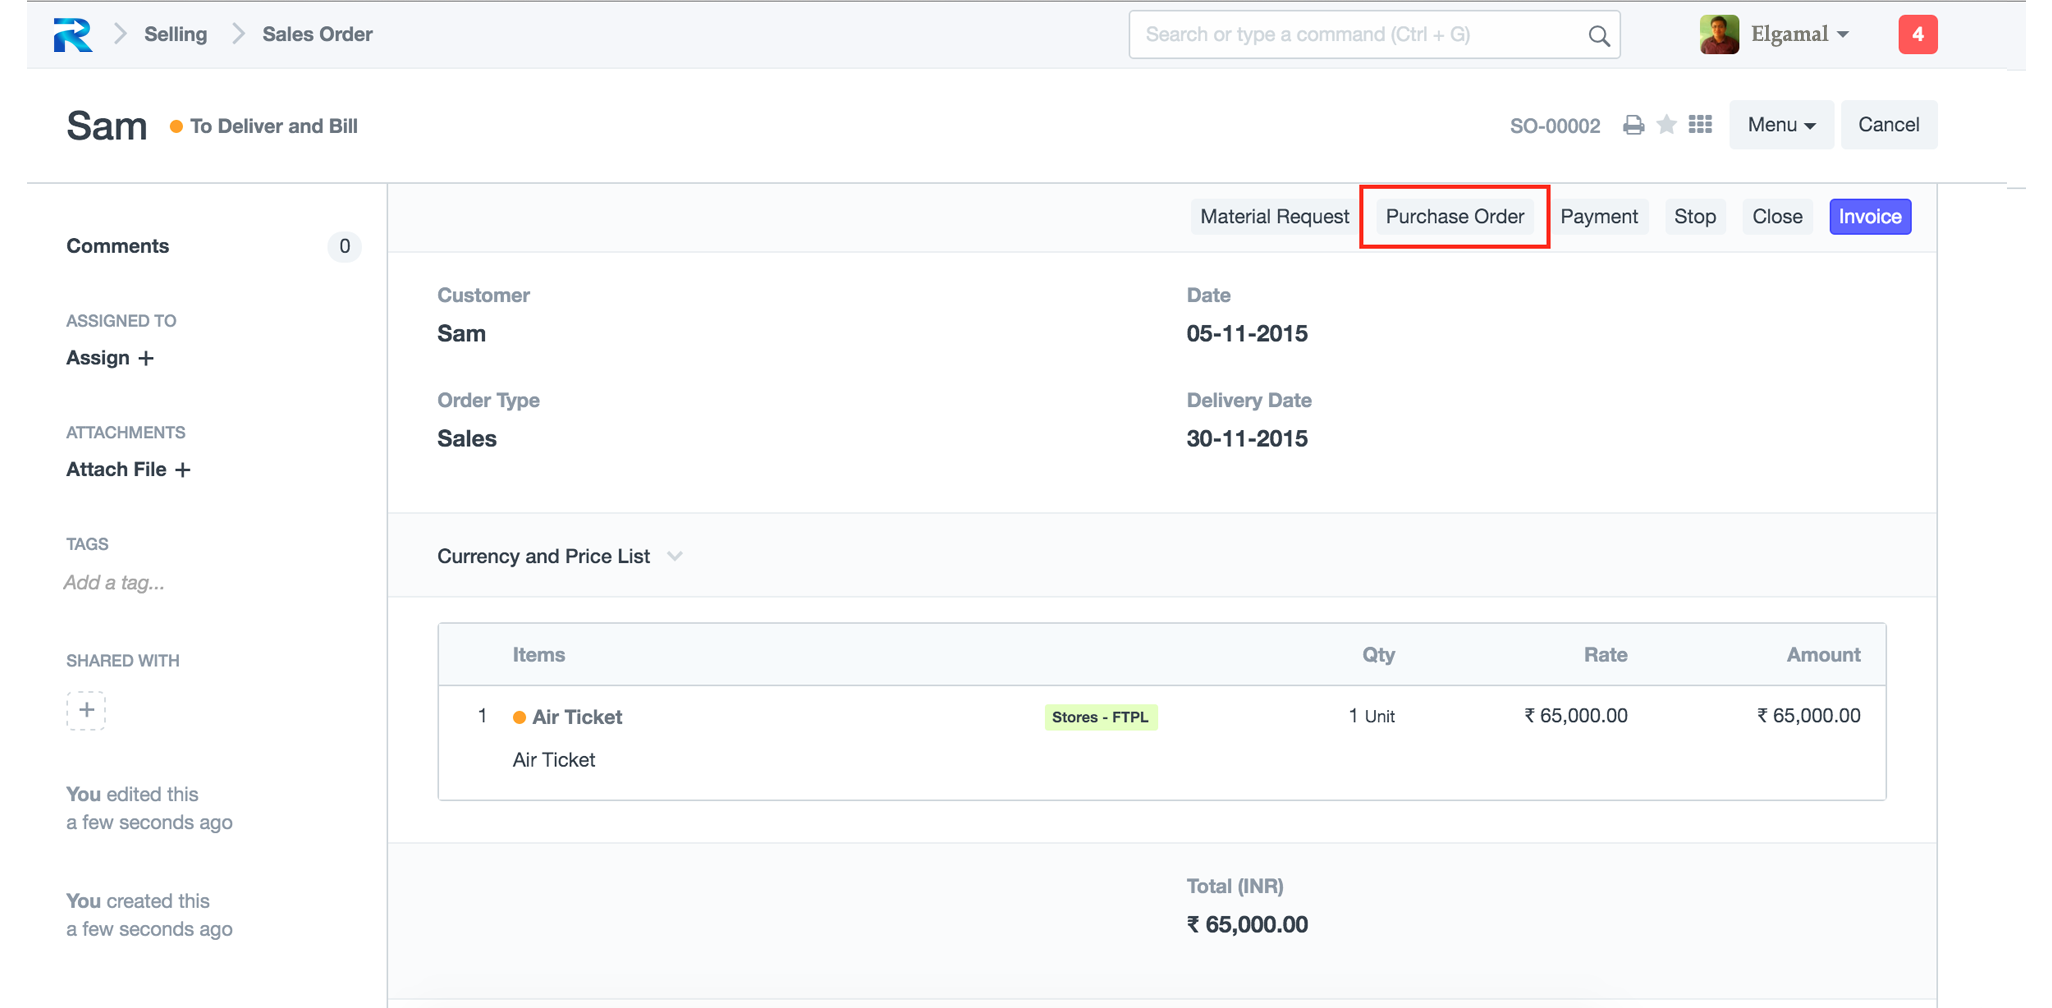 Selling Sales Order Search or type a command (Ctrl + G) Elgamal 4
Sam To Deliver and Bill SO-00002 Menu Cancel
Material Request Purchase Order Payment Stop Close Invoice
Comments 0
ASSIGNED TO
Assign +
ATTACHMENTS
Attach File +
TAGS
Add a tag...
SHARED WITH
+
You edited this
a few seconds ago
You created this
a few seconds ago
Customer
Sam
Date
05-11-2015
Order Type
Sales
Delivery Date
30-11-2015
Currency and Price List
Items Qty Rate Amount
1 Air Ticket Stores - FTPL 1 Unit ₹ 65,000.00 ₹ 65,000.00
Air Ticket
Total (INR)
₹ 65,000.00